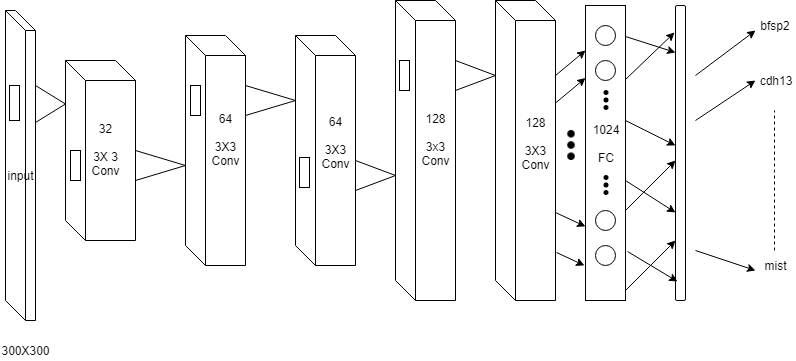 input
300X300
32
3X 3
Conv
64
3X3
Conv
64
3X3
Conv
128
3x3
Conv
128
3X3
Conv
1024
FC
bfsp2
cdh13
mist